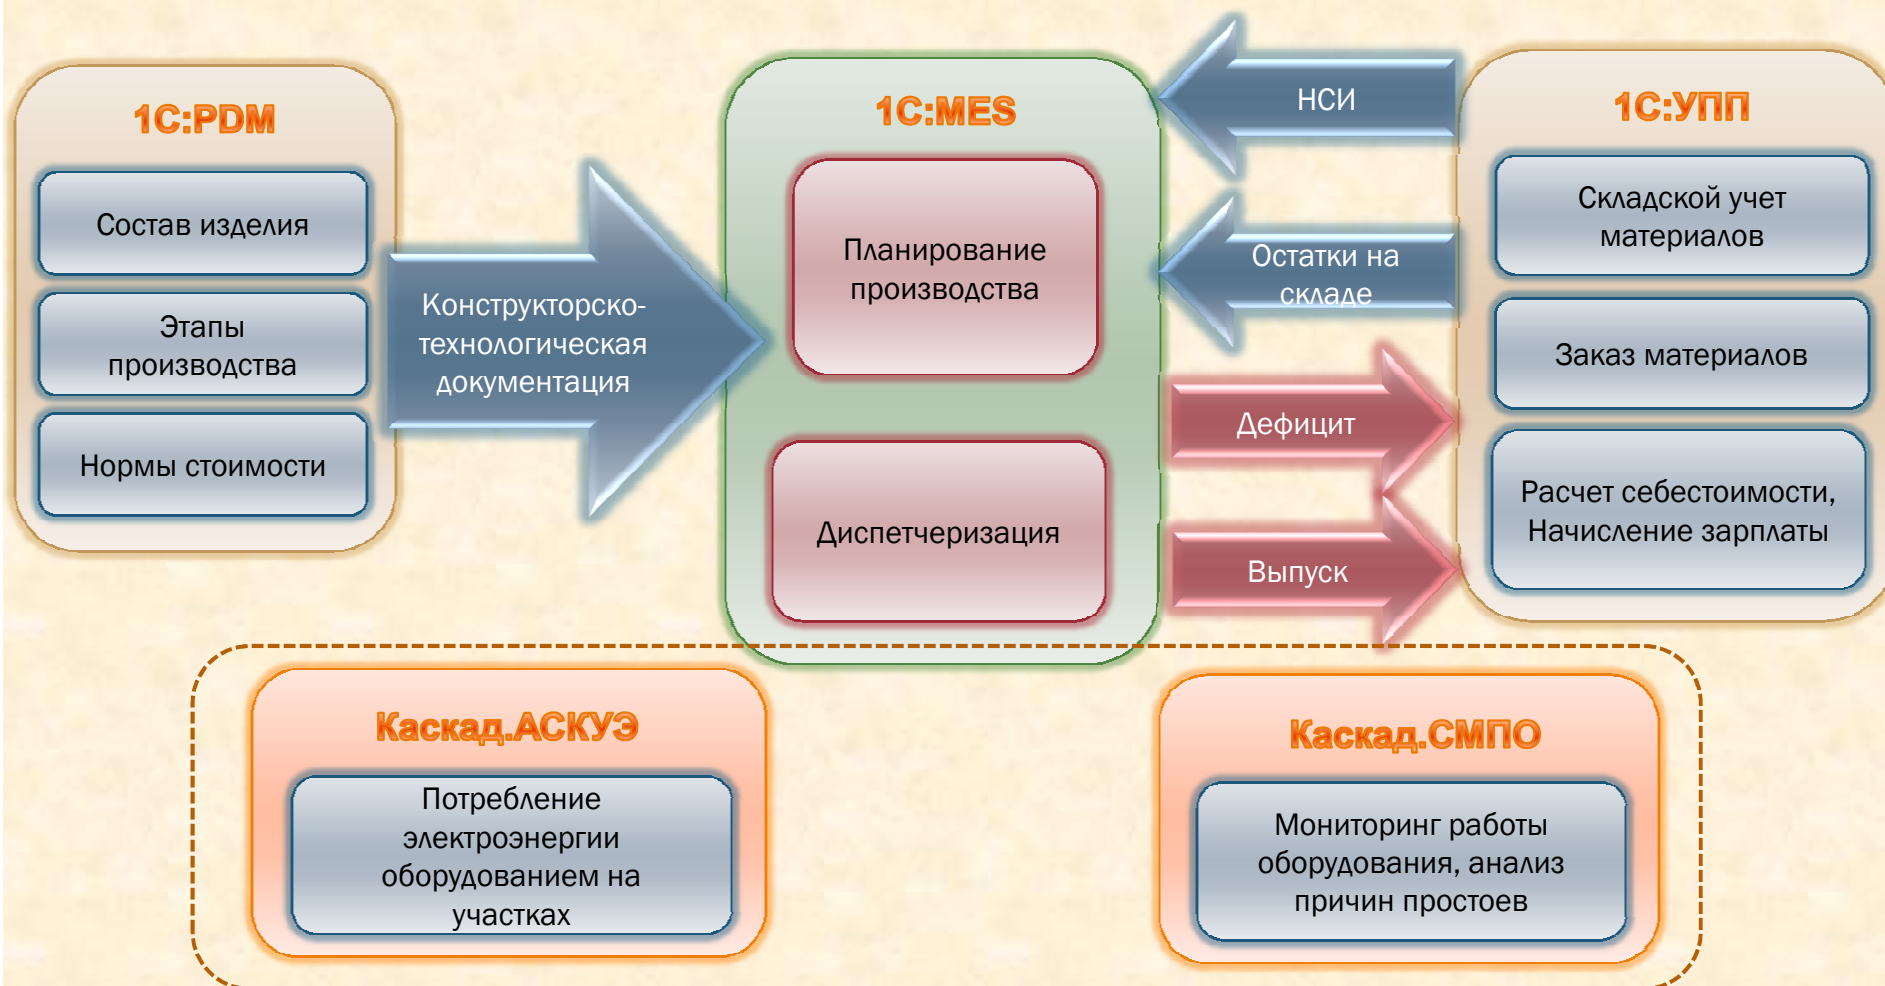 1С:PDM
Состав изделия
Этапы
производства
Нормы стоимости
Конструкторско-
технологическая
документация
1С:MES
Планирование
производства
Диспетчеризация
НСИ
Остатки на
складе
Дефицит
Выпуск
1С:УПП
Складской учет
материалов
Заказ материалов
Расчет себестоимости,
Начисление зарплаты
Каскад.АСКУЭ
Потребление
электроэнергии
оборудованием на
участках
Каскад.СМПО
Мониторинг работы
оборудования, анализ
причин простоев